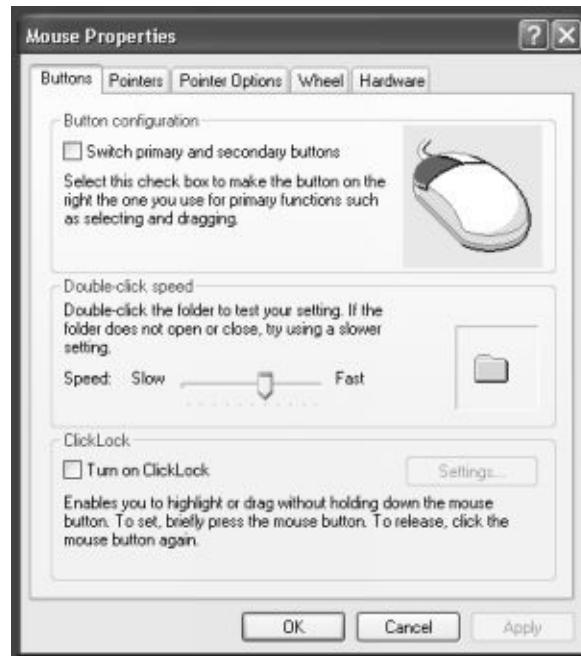 Mouse Properties
Buttons Pointers Pointer Options Wheel Hardware
Button configuration
Switch primary and secondary buttons
Select this check box to make the button on the
right the one you use for primary functions such
as selecting and dragging.
Double-click speed
Double-click the folder to test your setting. If the
folder does not open or close, try using a slower
setting.
Speed: Slow Fast
ClickLock
Turn on ClickLock Settings...
Enables you to highlight or drag without holding down the mouse
button. To set, briefly press the mouse button. To release, click the
mouse button again.
OK Cancel Apply